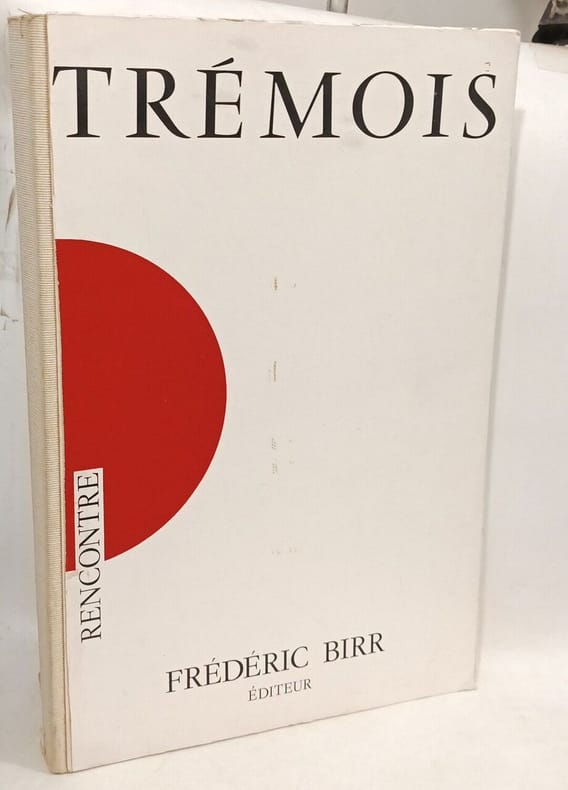 TRÉMOIS
RENCONTRE
FRÉDÉRIC BIRR
ÉDITEUR